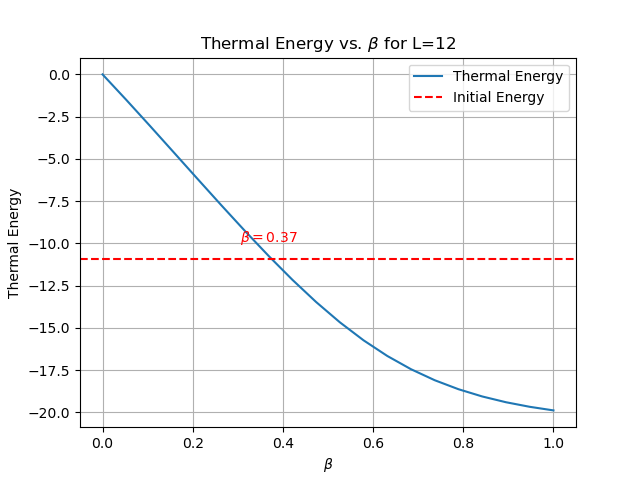 Thermal Energy vs. β for L=12
Thermal Energy
Initial Energy
Thermal Energy
0.0
−2.5
−5.0
−7.5
−10.0
−12.5
−15.0
−17.5
−20.0
β = 0.37
0.0 0.2 0.4 0.6 0.8 1.0
β